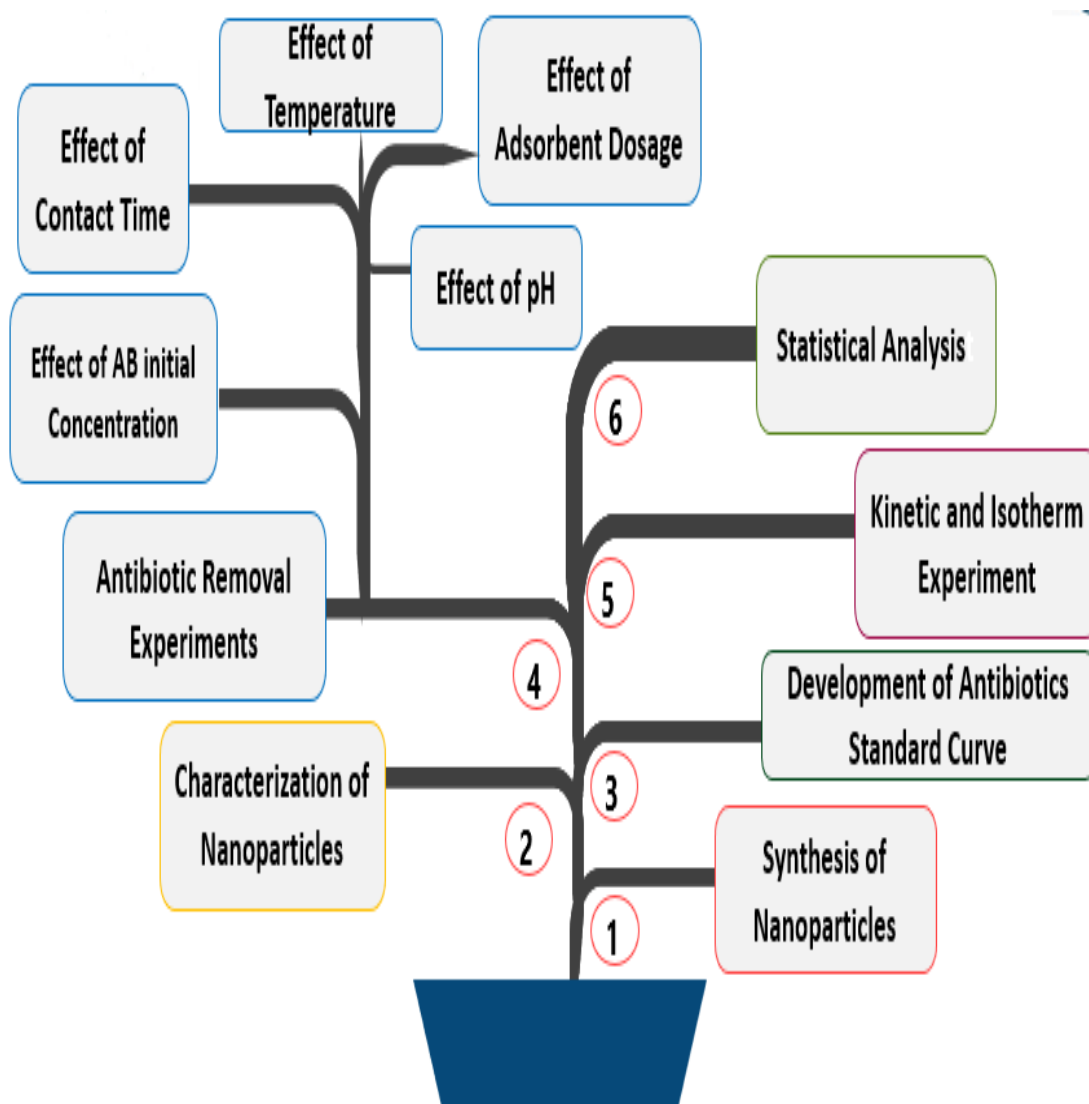 Effect of
Temperature
Effect of
Adsorbent Dosage
Effect of
Contact Time
Effect of pH
Effect of AB initial
Concentration
Statistical Analysis
6
Kinetic and Isotherm
Experiment
5
Antibiotic Removal
Experiments
4
Development of Antibiotics
Standard Curve
3
Characterization of
Nanoparticles
2
Synthesis of
Nanoparticles
1